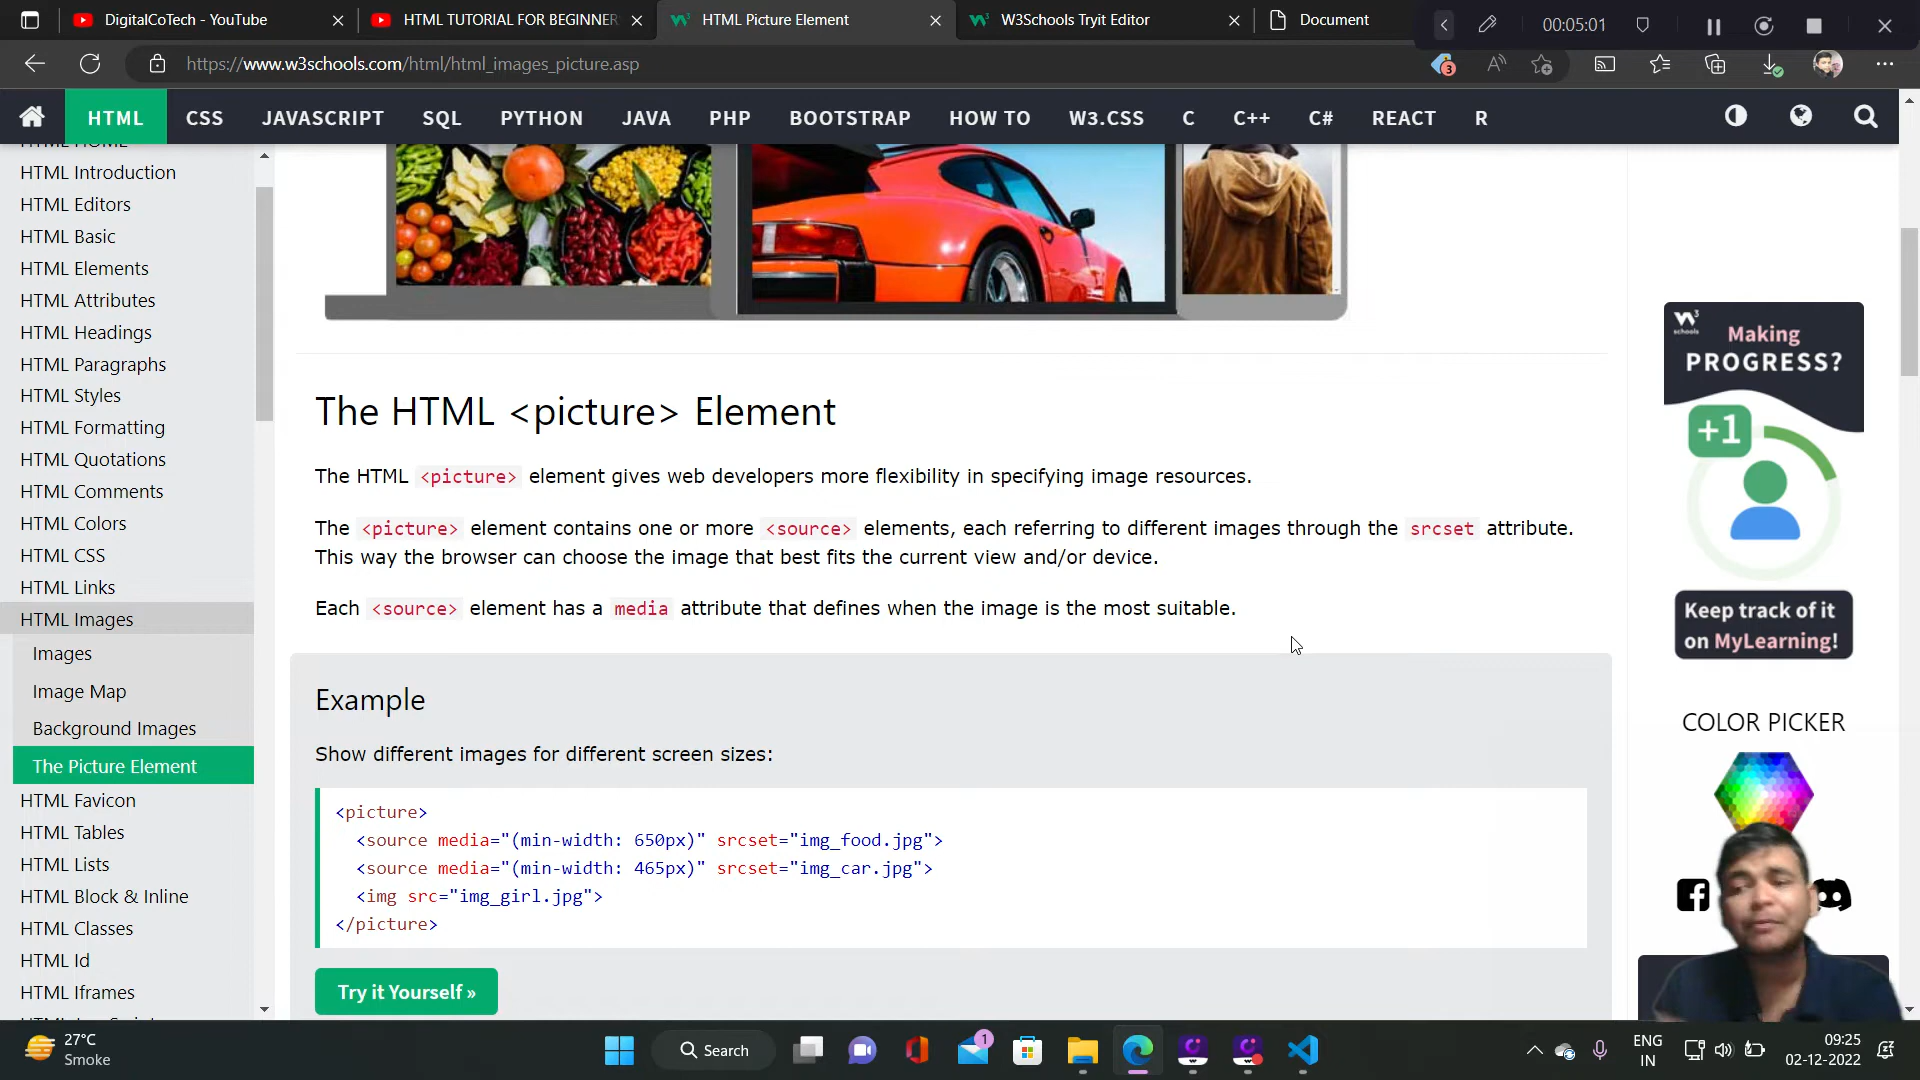 DigitalCoTech - YouTube
HTML TUTORIAL FOR BEGINNER
HTML Picture Element
W3Schools Tryit Editor
Document
00:05:01
https://www.w3schools.com/html/html_images_picture.asp
3
HTML
CSS
JAVASCRIPT
SQL
PYTHON
JAVA
PHP
BOOTSTRAP
HOW TO
W3.CSS
C
C++
C#
REACT
R
HTML HOME
HTML Introduction
HTML Editors
HTML Basic
HTML Elements
HTML Attributes
HTML Headings
HTML Paragraphs
HTML Styles
HTML Formatting
HTML Quotations
HTML Comments
HTML Colors
HTML CSS
HTML Links
HTML Images
Images
Image Map
Background Images
The Picture Element
HTML Favicon
HTML Tables
HTML Lists
HTML Block & Inline
HTML Classes
HTML Id
HTML Iframes
The HTML <picture> Element
The HTML <picture> element gives web developers more flexibility in specifying image resources.
The <picture> element contains one or more <source> elements, each referring to different images through the srcset attribute.
This way the browser can choose the image that best fits the current view and/or device.
Each <source> element has a media attribute that defines when the image is the most suitable.
Example
Show different images for different screen sizes:
<picture>
<source media="(min-width: 650px)" srcset="img_food.jpg">
<source media="(min-width: 465px)" srcset="img_car.jpg">
<img src="img_girl.jpg">
</picture>
Try it Yourself »
W3
schools
Making
PROGRESS?
+1
Keep track of it
on MyLearning!
COLOR PICKER
27°C
Smoke
Search
1
ENG
IN
09:25
02-12-2022